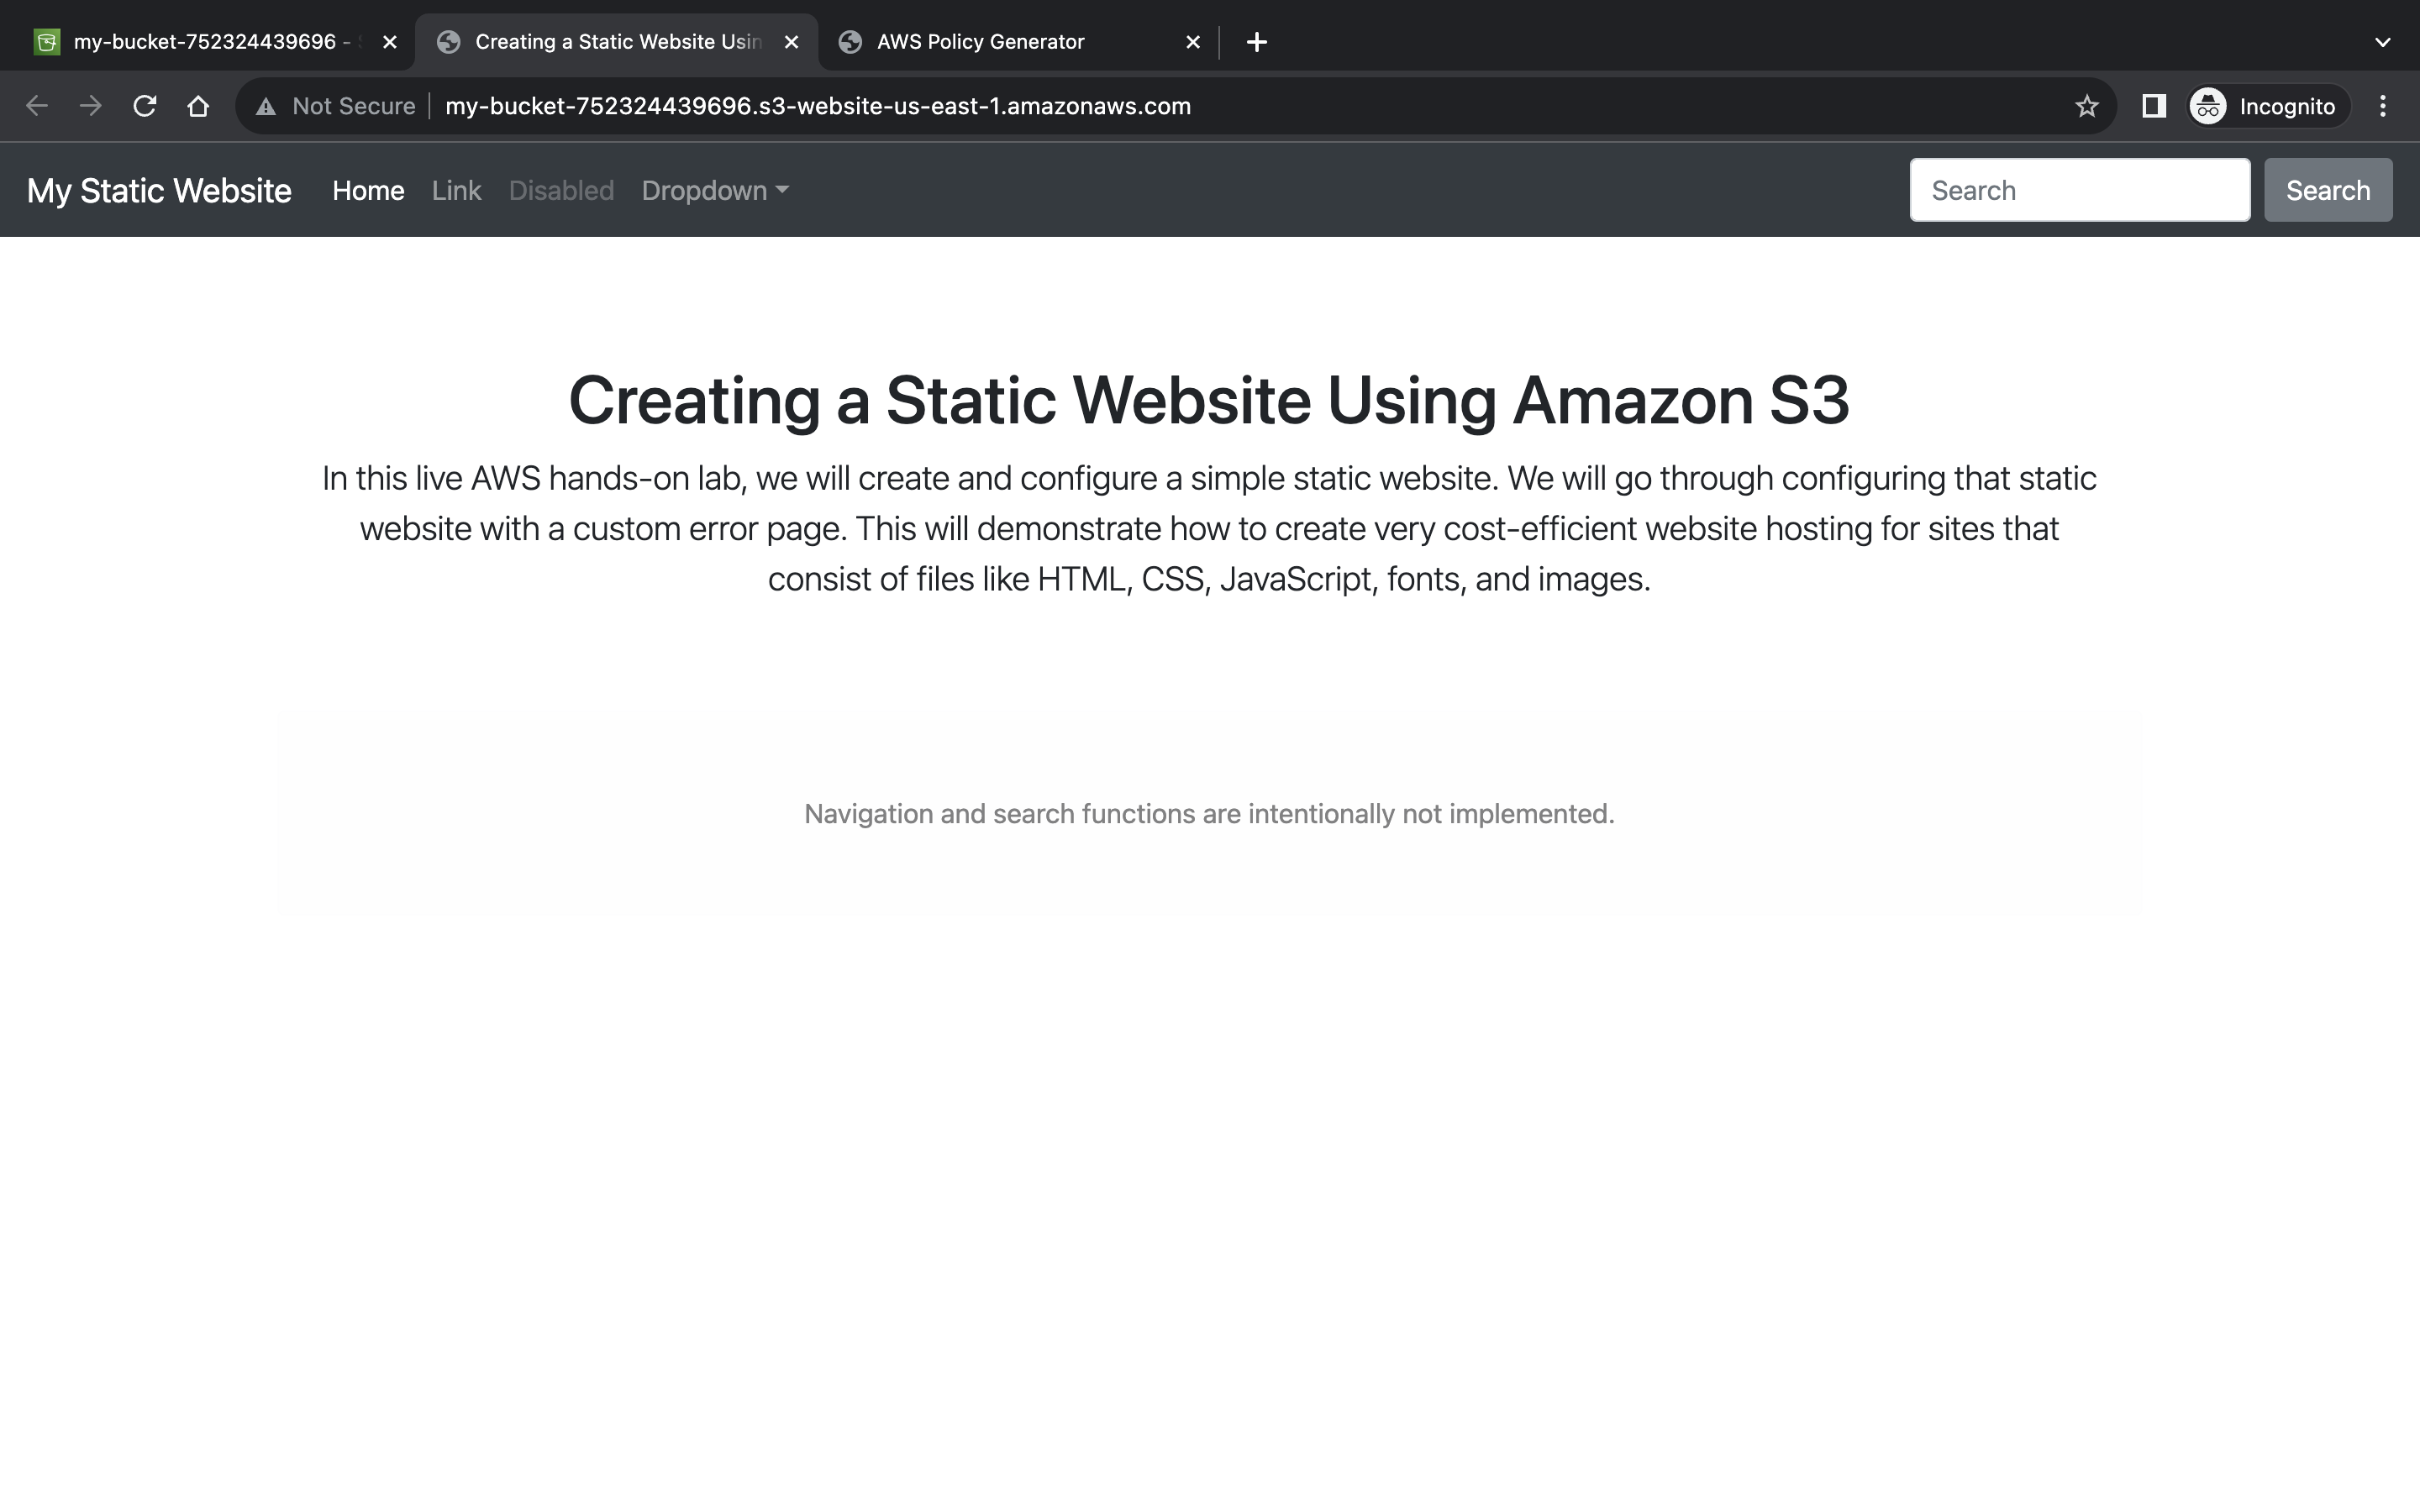 my-bucket-752324439696 -
Creating a Static Website Usin
AWS Policy Generator
Not Secure
my-bucket-752324439696.s3-website-us-east-1.amazonaws.com
Incognito
My Static Website
Home
Link
Disabled
Dropdown
Search
Search
Creating a Static Website Using Amazon S3
In this live AWS hands-on lab, we will create and configure a simple static website. We will go through configuring that static
website with a custom error page. This will demonstrate how to create very cost-efficient website hosting for sites that
consist of files like HTML, CSS, JavaScript, fonts, and images.
Navigation and search functions are intentionally not implemented.